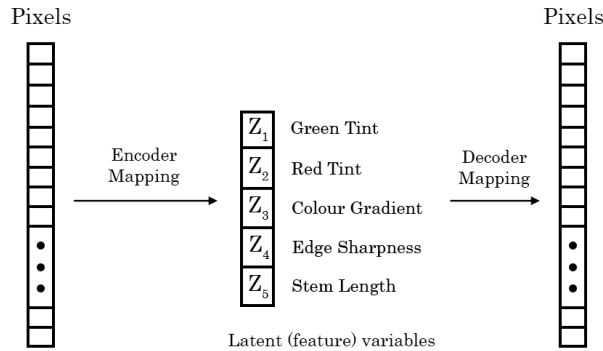 Pixels
Pixels
Encoder
Mapping
Z1 Green Tint
Z2 Red Tint
Z3 Colour Gradient
Z4 Edge Sharpness
Z5 Stem Length
Decoder
Mapping
Latent (feature) variables